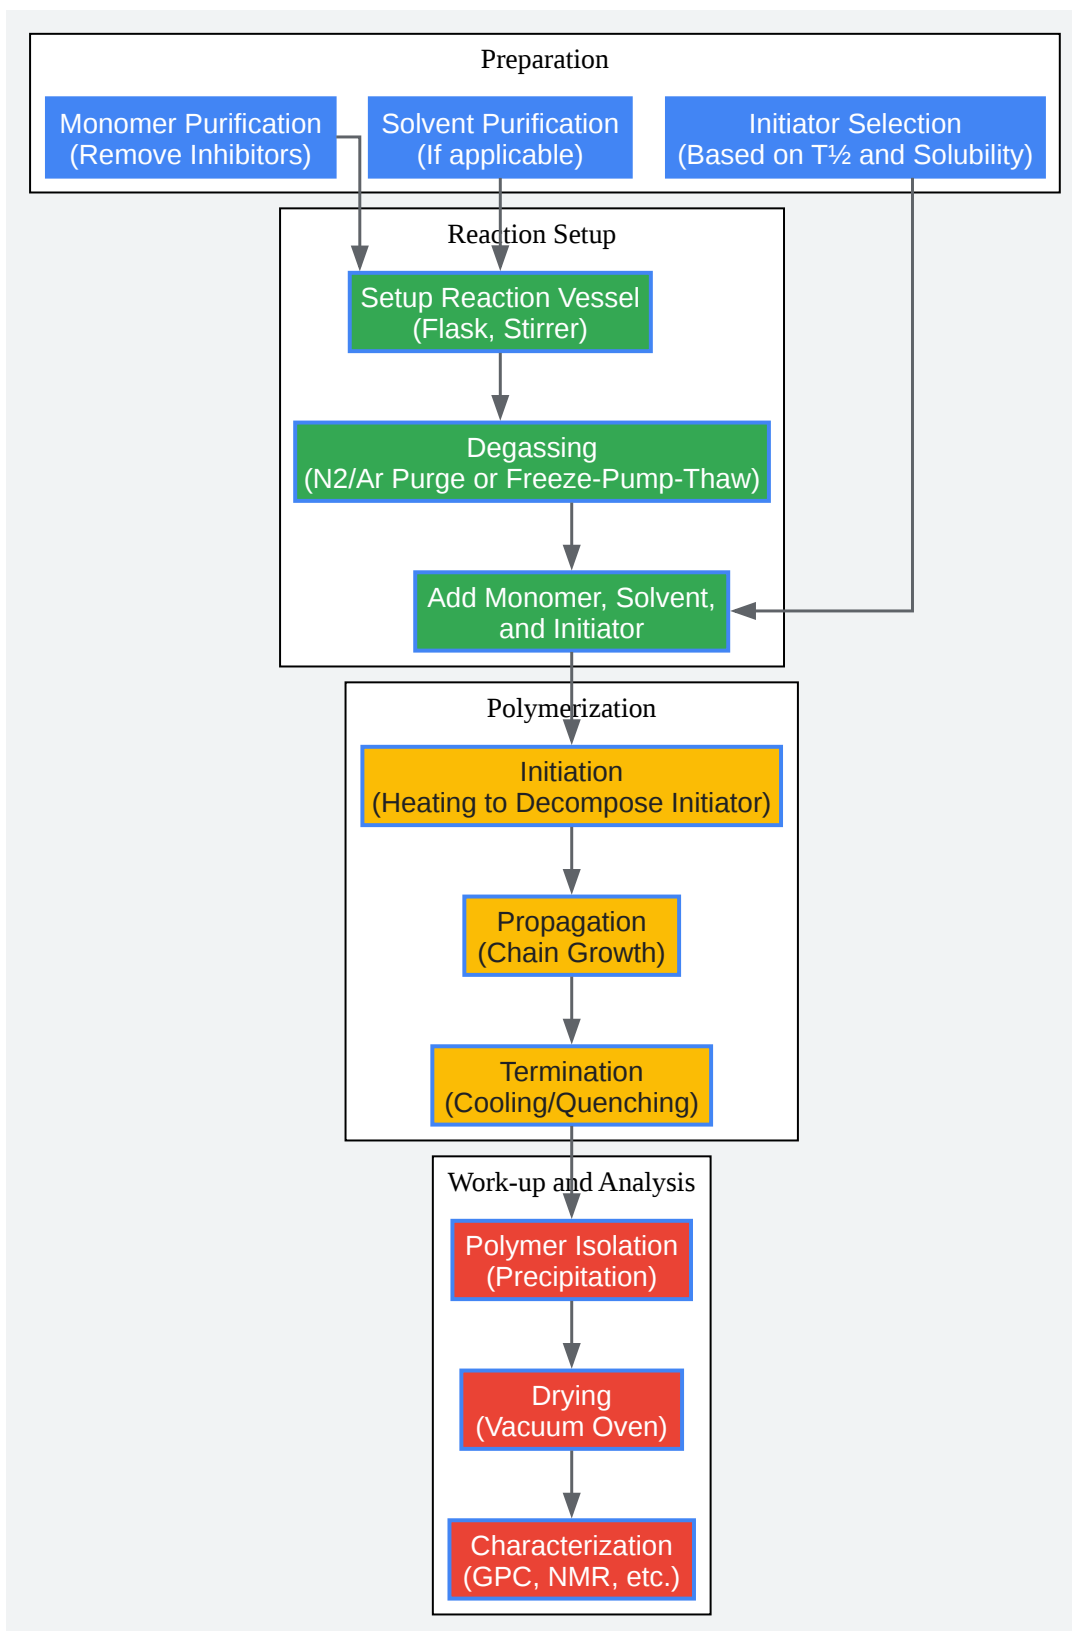 Preparation
Monomer Purification
(Remove Inhibitors)
Solvent Purification
(If applicable)
Initiator Selection
(Based on T½ and Solubility)
Reaction Setup
Setup Reaction Vessel
(Flask, Stirrer)
Degassing
(N2/Ar Purge or Freeze-Pump-Thaw)
Add Monomer, Solvent,
and Initiator
Polymerization
Initiation
(Heating to Decompose Initiator)
Propagation
(Chain Growth)
Termination
(Cooling/Quenching)
Work-up and Analysis
Polymer Isolation
(Precipitation)
Drying
(Vacuum Oven)
Characterization
(GPC, NMR, etc.)